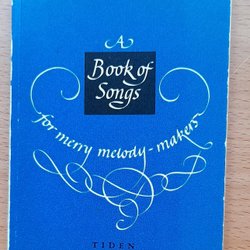 A
Book of
Songs
for merry melody-makers
TIDEN